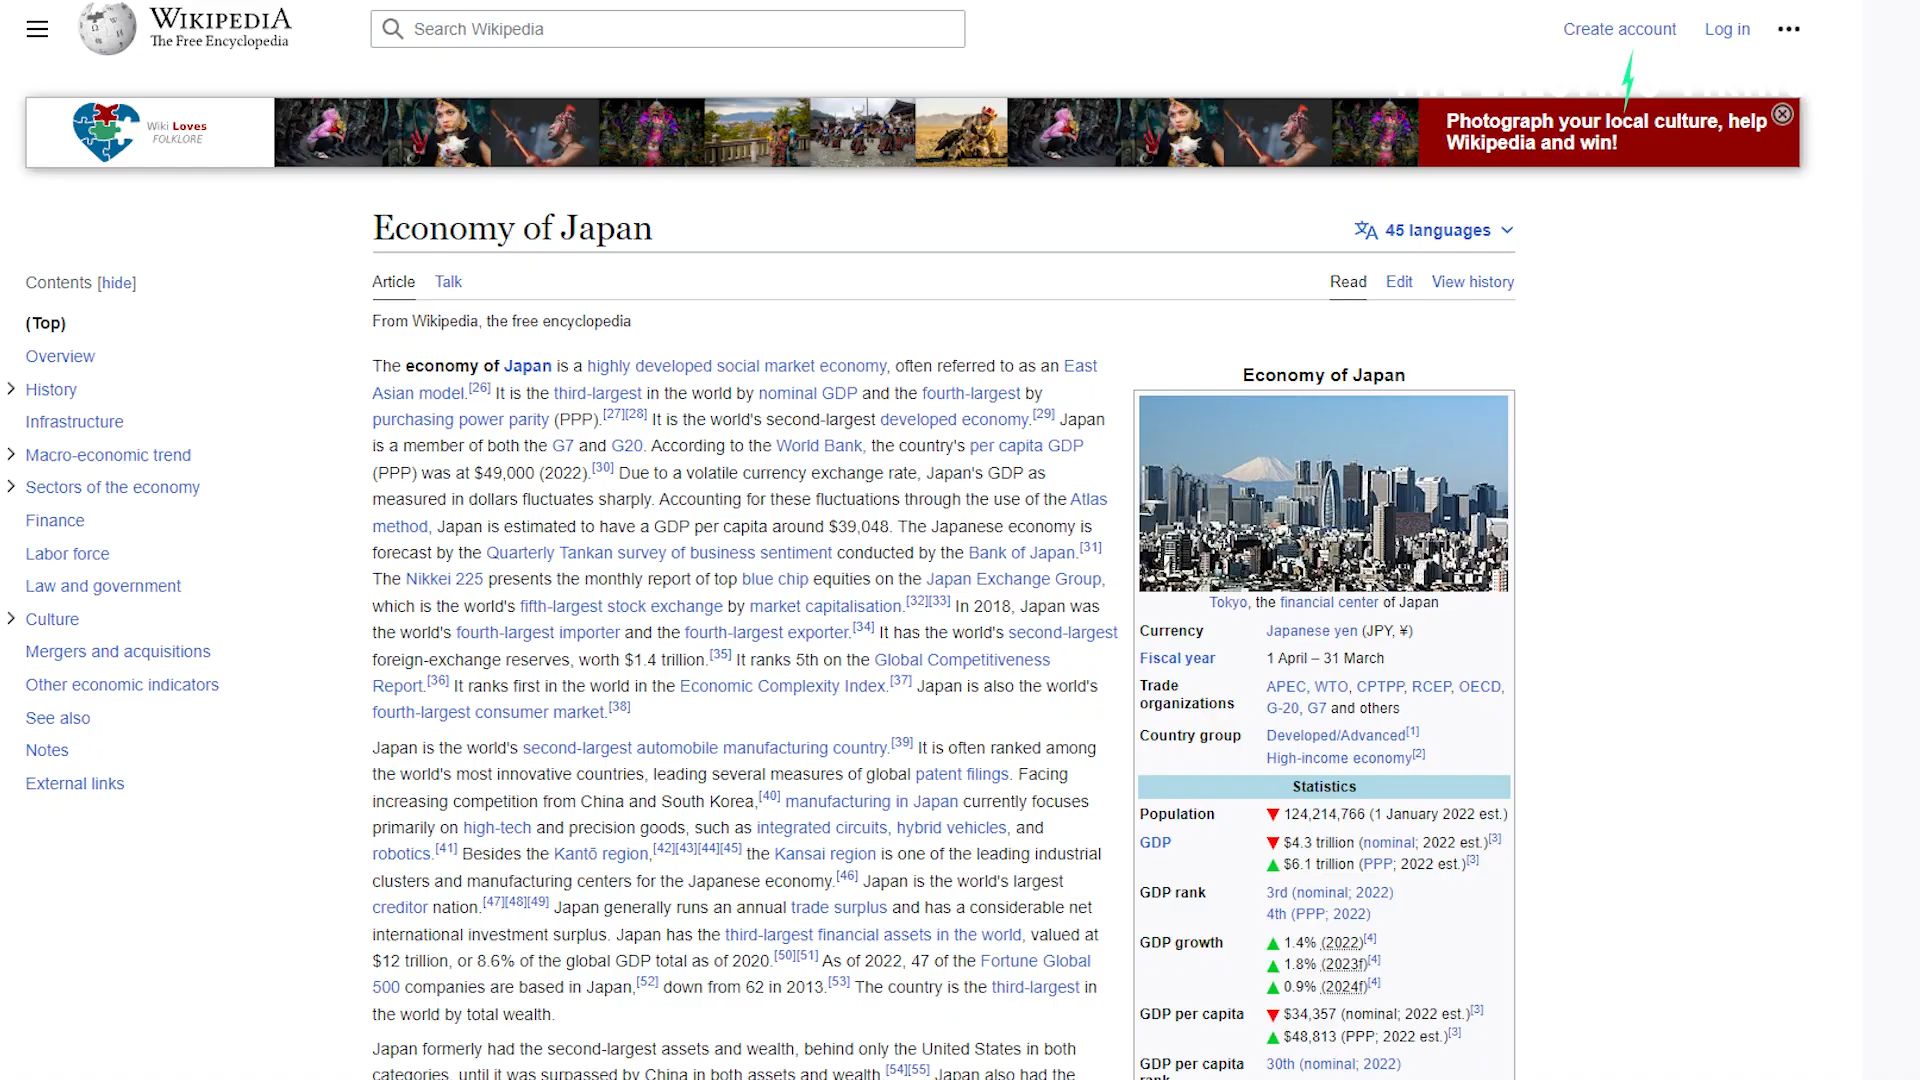 WIKIPEDIA
The Free Encyclopedia
Search Wikipedia
Create account
Log in
Wiki Loves
FOLKLORE
Photograph your local culture, help
Wikipedia and win!
Economy of Japan
45 languages
Contents [hide]
(Top)
Overview
History
Infrastructure
Macro-economic trend
Sectors of the economy
Finance
Labor force
Law and government
Culture
Mergers and acquisitions
Other economic indicators
See also
Notes
External links
Article
Talk
Read
Edit
View history
From Wikipedia, the free encyclopedia
The economy of Japan is a highly developed social market economy, often referred to as an East
Asian model.[26] It is the third-largest in the world by nominal GDP and the fourth-largest by
purchasing power parity (PPP).[27][28] It is the world's second-largest developed economy.[29] Japan
is a member of both the G7 and G20. According to the World Bank, the country's per capita GDP
(PPP) was at $49,000 (2022).[30] Due to a volatile currency exchange rate, Japan's GDP as
measured in dollars fluctuates sharply. Accounting for these fluctuations through the use of the Atlas
method, Japan is estimated to have a GDP per capita around $39,048. The Japanese economy is
forecast by the Quarterly Tankan survey of business sentiment conducted by the Bank of Japan.[31]
The Nikkei 225 presents the monthly report of top blue chip equities on the Japan Exchange Group,
which is the world's fifth-largest stock exchange by market capitalisation.[32][33] In 2018, Japan was
the world's fourth-largest importer and the fourth-largest exporter.[34] It has the world's second-largest
foreign-exchange reserves, worth $1.4 trillion.[35] It ranks 5th on the Global Competitiveness
Report.[36] It ranks first in the world in the Economic Complexity Index.[37] Japan is also the world's
fourth-largest consumer market.[38]
Japan is the world's second-largest automobile manufacturing country.[39] It is often ranked among
the world's most innovative countries, leading several measures of global patent filings. Facing
increasing competition from China and South Korea,[40] manufacturing in Japan currently focuses
primarily on high-tech and precision goods, such as integrated circuits, hybrid vehicles, and
robotics.[41] Besides the Kantō region,[42][43][44][45] the Kansai region is one of the leading industrial
clusters and manufacturing centers for the Japanese economy.[46] Japan is the world's largest
creditor nation.[47][48][49] Japan generally runs an annual trade surplus and has a considerable net
international investment surplus. Japan has the third-largest financial assets in the world, valued at
$12 trillion, or 8.6% of the global GDP total as of 2020.[50][51] As of 2022, 47 of the Fortune Global
500 companies are based in Japan,[52] down from 62 in 2013.[53] The country is the third-largest in
the world by total wealth.
Japan formerly had the second-largest assets and wealth, behind only the United States in both
categories, until it was surpassed by China in both assets and wealth.[54][55] Japan also had the
Economy of Japan
Tokyo, the financial center of Japan
Currency Japanese yen (JPY, ¥)
Fiscal year 1 April – 31 March
Trade organizations APEC, WTO, CPTPP, RCEP, OECD,
G-20, G7 and others
Country group Developed/Advanced[1]
High-income economy[2]
Statistics
Population ▼ 124,214,766 (1 January 2022 est.)
GDP ▼ $4.3 trillion (nominal; 2022 est.)[3]
▲ $6.1 trillion (PPP; 2022 est.)[3]
GDP rank 3rd (nominal; 2022)
4th (PPP; 2022)
GDP growth ▲ 1.4% (2022)[4]
▲ 1.8% (2023f)[4]
▲ 0.9% (2024f)[4]
GDP per capita ▼ $34,357 (nominal; 2022 est.)[3]
▲ $48,813 (PPP; 2022 est.)[3]
GDP per capita rank 30th (nominal; 2022)